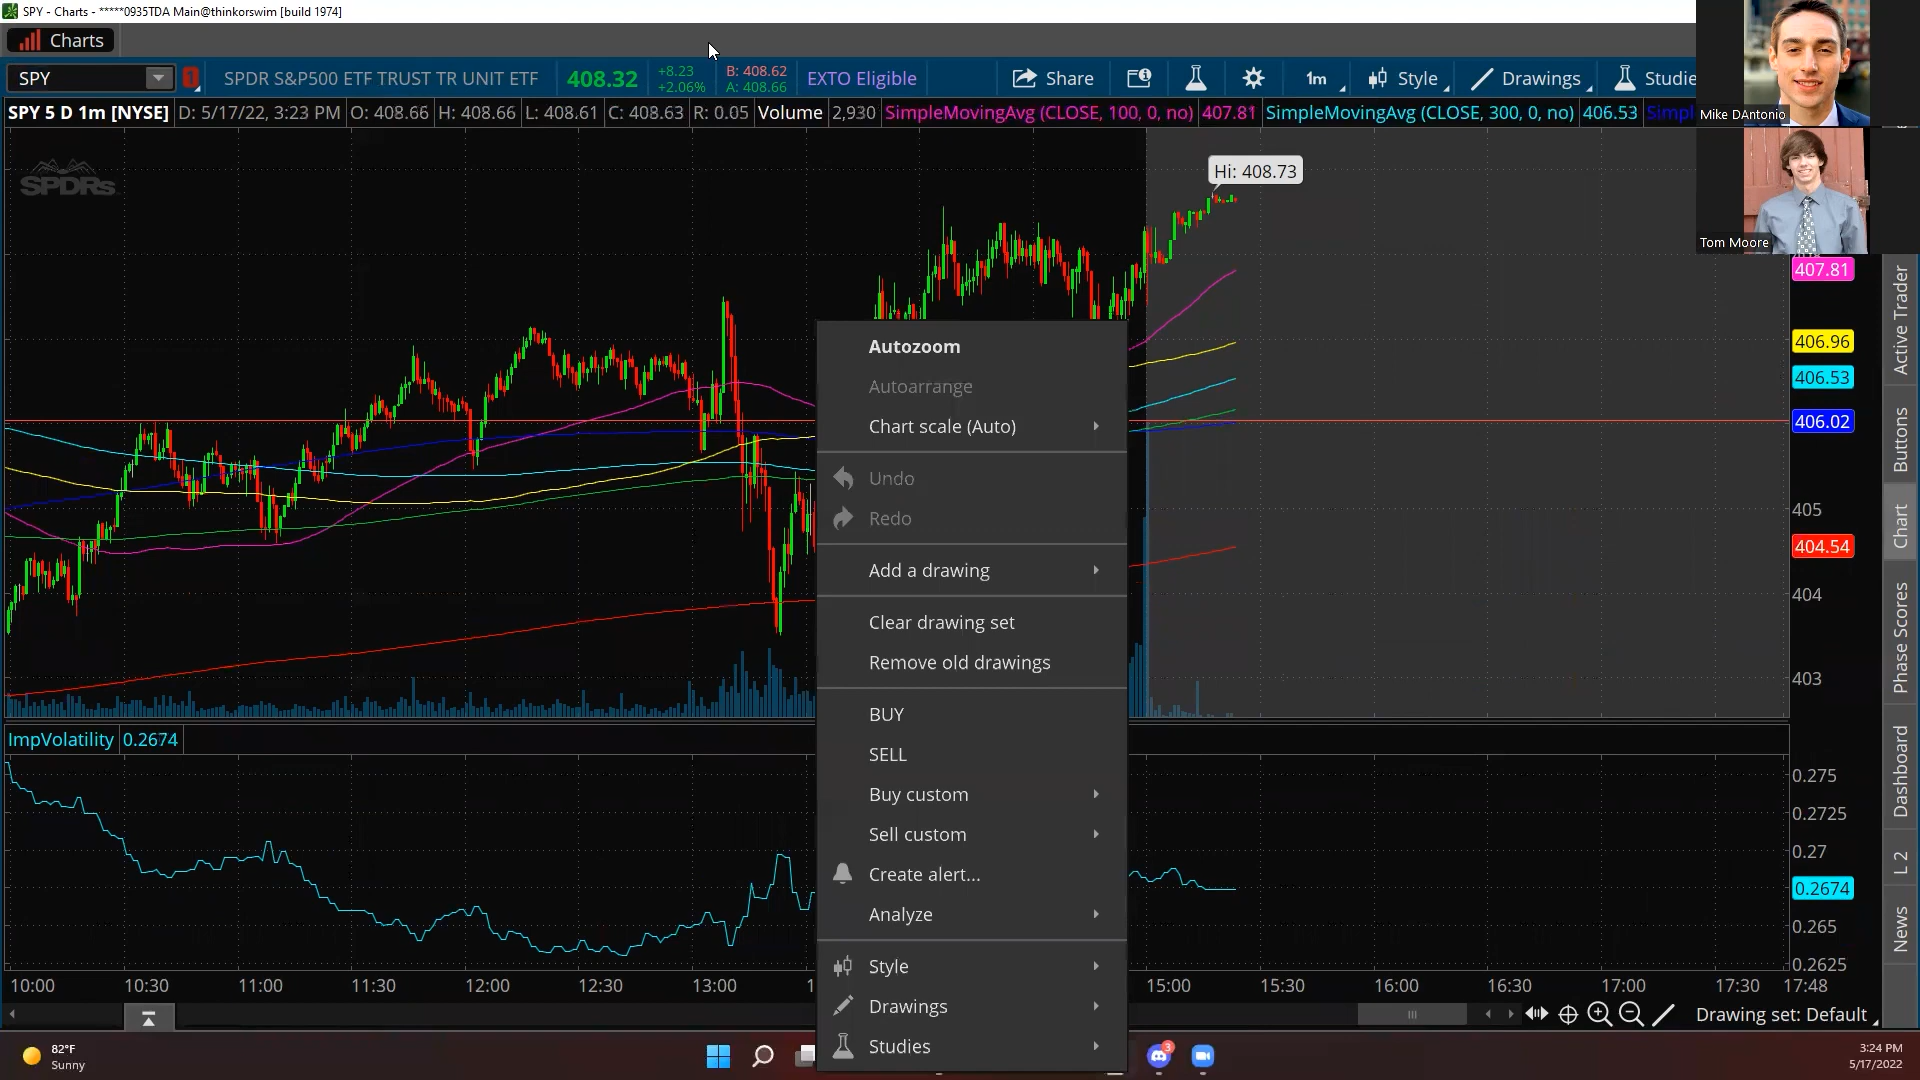 SPY - Charts - *****0935TDA Main@thinkorswim [build 1974]
Charts
SPY
1
SPDR S&P500 ETF TRUST TR UNIT ETF
408.32
+8.23
+2.06%
B: 408.62
A: 408.66
EXTO Eligible
Share
1m
Style
Drawings
Studie
SPY 5 D 1m [NYSE]
D: 5/17/22, 3:23 PM
O: 408.66
H: 408.66
L: 408.61
C: 408.63
R: 0.05
Volume
2,930
SimpleMovingAvg (CLOSE, 100, 0, no)
407.81
SimpleMovingAvg (CLOSE, 300, 0, no)
406.53
Simpl
Mike DAntonio
Tom Moore
SPDRs
Hi: 408.73
407.81
406.96
406.53
406.02
405
404.54
404
403
Autozoom
Autoarrange
Chart scale (Auto)
Undo
Redo
Add a drawing
Clear drawing set
Remove old drawings
BUY
SELL
Buy custom
Sell custom
Create alert...
Analyze
Style
Drawings
Studies
ImpVolatility
0.2674
0.275
0.2725
0.27
0.2674
0.265
0.2625
10:00
10:30
11:00
11:30
12:00
12:30
13:00
1
15:00
15:30
16:00
16:30
17:00
17:30
17:48
Drawing set: Default
Active Trader
Buttons
Chart
Phase Scores
Dashboard
L 2
News
82°F
Sunny
3
3:24 PM
5/17/2022